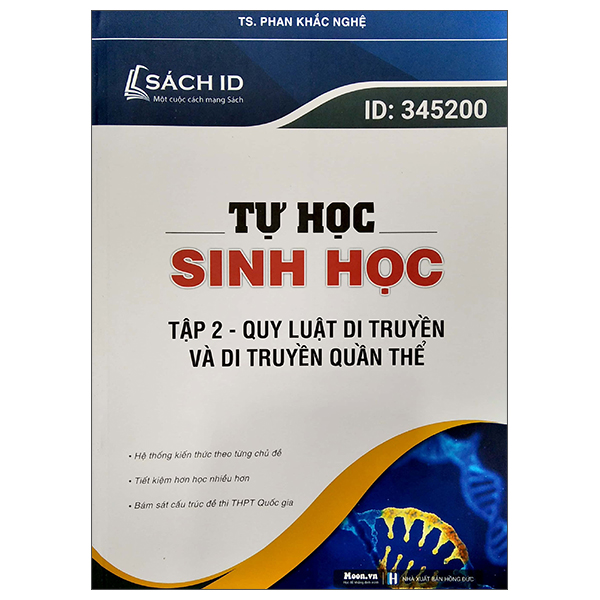 TS. PHAN KHẮC NGHỆ
SÁCH ID
Một cuộc cách mạng Sách
ID: 345200
TỰ HỌC
SINH HỌC
TẬP 2 - QUY LUẬT DI TRUYỀN
VÀ DI TRUYỀN QUẦN THỂ
• Hệ thống kiến thức theo từng chủ đề
• Tiết kiệm hơn học nhiều hơn
• Bám sát cấu trúc đề thi THPT Quốc gia
Moon.vn
H NHÀ XUẤT BẢN HỒNG ĐỨC